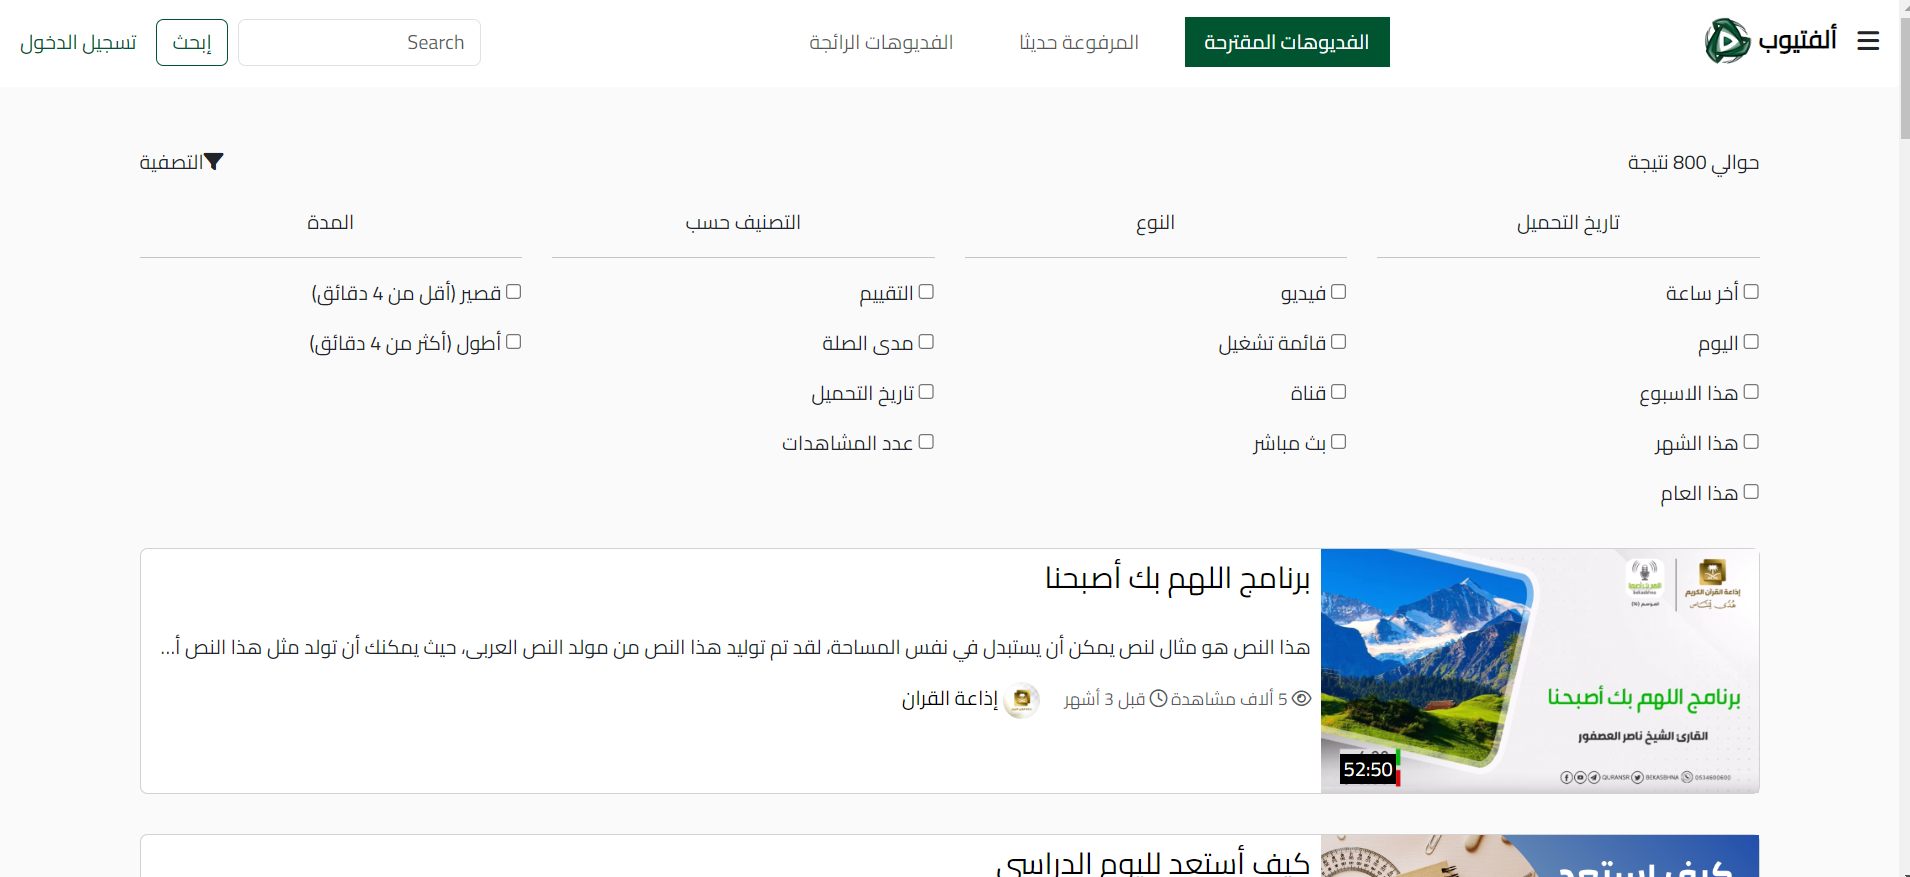 ألفتيوب
الفديوهات المقترحة
المرفوعة حديثا
الفديوهات الرائجة
Search
إبحث
تسجيل الدخول
حوالي 800 نتيجة
التصفية
تاريخ التحميل
أخر ساعة
اليوم
هذا الاسبوع
هذا الشهر
هذا العام
النوع
فيديو
قائمة تشغيل
قناة
بث مباشر
التصنيف حسب
التقييم
مدى الصلة
تاريخ التحميل
عدد المشاهدات
المدة
قصير (أقل من 4 دقائق)
أطول (أكثر من 4 دقائق)
إذاعة القرآن الكريم
برنامج اللهم بك أصبحنا
القارئ الشيخ ناصر العصفور
QURANSR BEKASBHNA 0534600600
52:50
برنامج اللهم بك أصبحنا
هذا النص هو مثال لنص يمكن أن يستبدل في نفس المساحة، لقد تم توليد هذا النص من مولد النص العربى، حيث يمكنك أن تولد مثل هذا النص أ...
5 ألاف مشاهدة قبل 3 أشهر إذاعة القران
كيف أستعد لليوم الدراسي